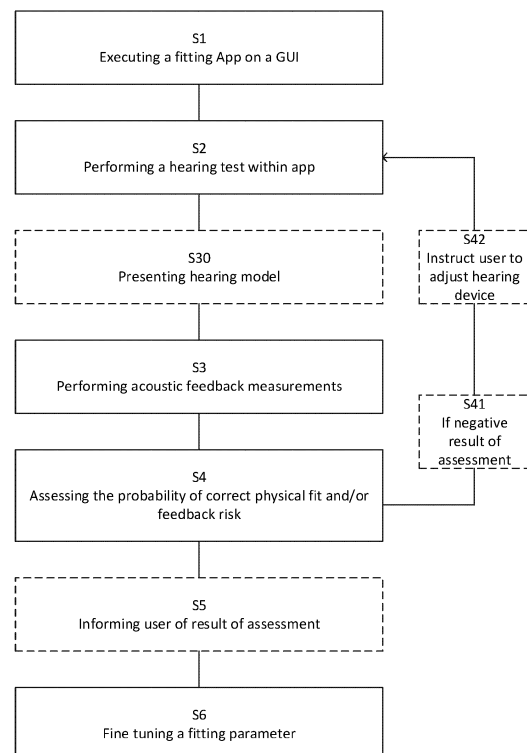 S1
Executing a fitting App on a GUI
S2
Performing a hearing test within app
S30
Presenting hearing model
S3
Performing acoustic feedback measurements
S4
Assessing the probability of correct physical fit and/or
feedback risk
S5
Informing user of result of assessment
S6
Fine tuning a fitting parameter
S42
Instruct user to
adjust hearing
device
S41
If negative
result of
assessment